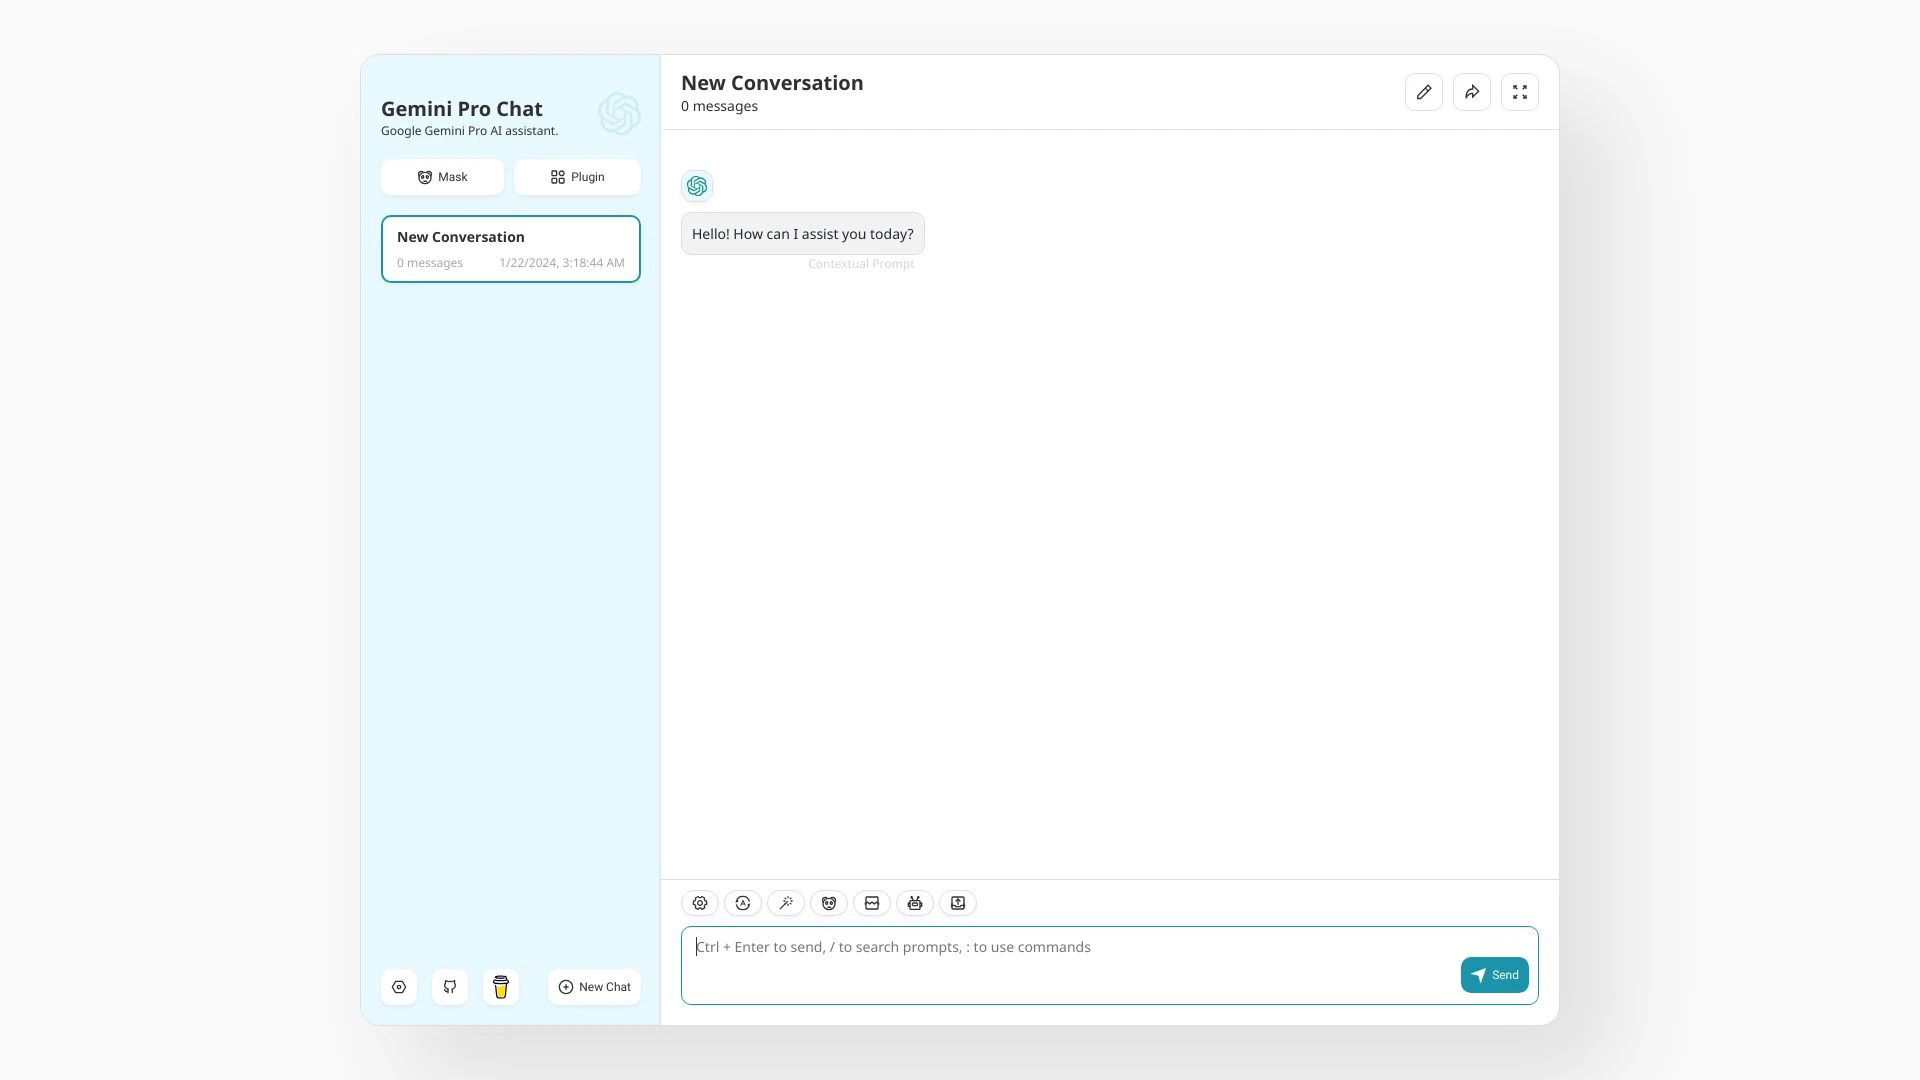 Gemini Pro Chat
Google Gemini Pro AI assistant.
Mask
Plugin
New Conversation
0 messages
1/22/2024, 3:18:44 AM
New Chat
New Conversation
0 messages
Hello! How can I assist you today?
Contextual Prompt
Ctrl + Enter to send, / to search prompts, : to use commands
Send